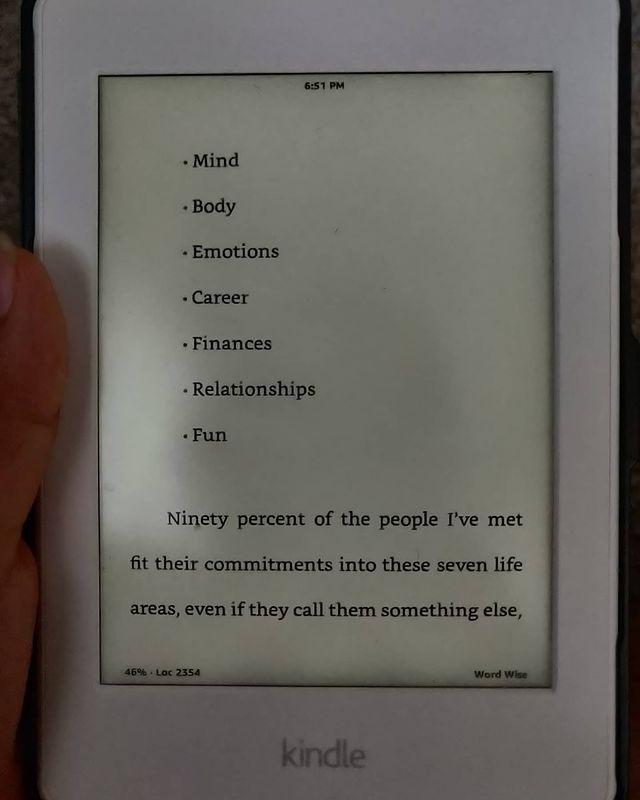 6:51 PM
• Mind
• Body
• Emotions
• Career
• Finances
• Relationships
• Fun
Ninety percent of the people I've met
fit their commitments into these seven life
areas, even if they call them something else,
46% · Loc 2354 Word Wise
kindle